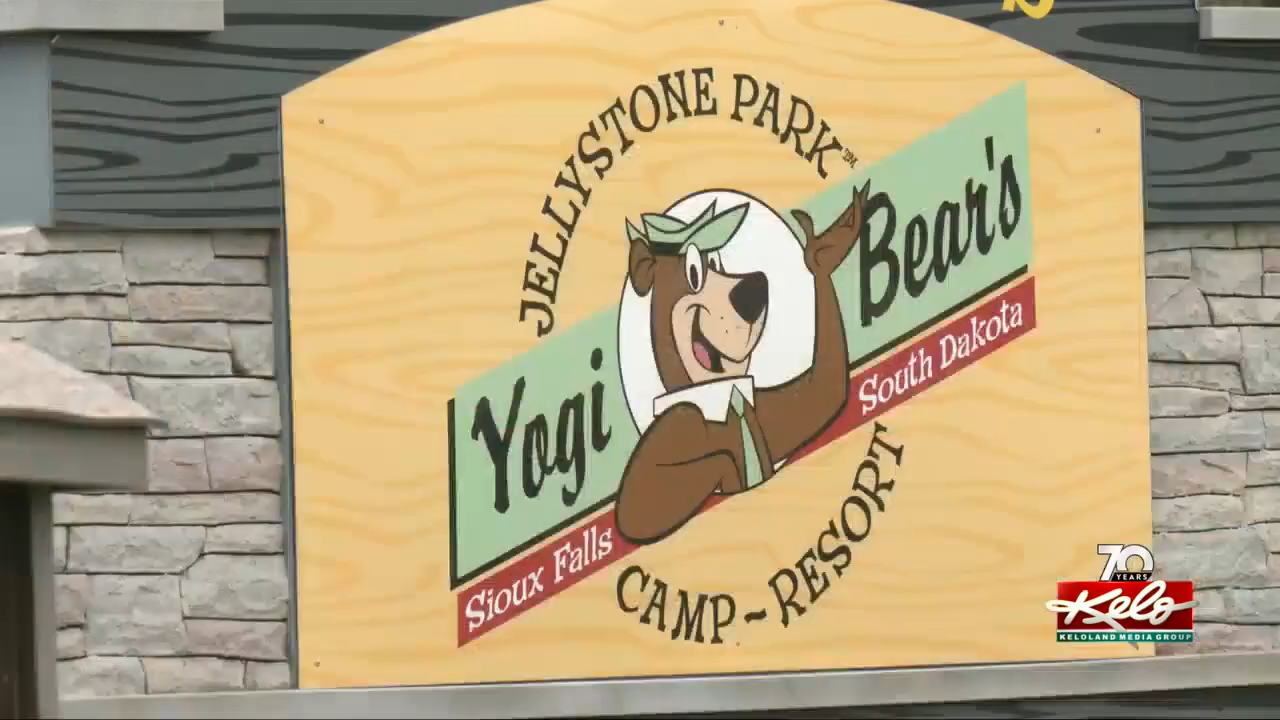 JELLYSTONE PARK™
Yogi Bear's
Sioux Falls South Dakota
CAMP~RESORT
70
YEARS
Kelo
KELOLAND MEDIA GROUP